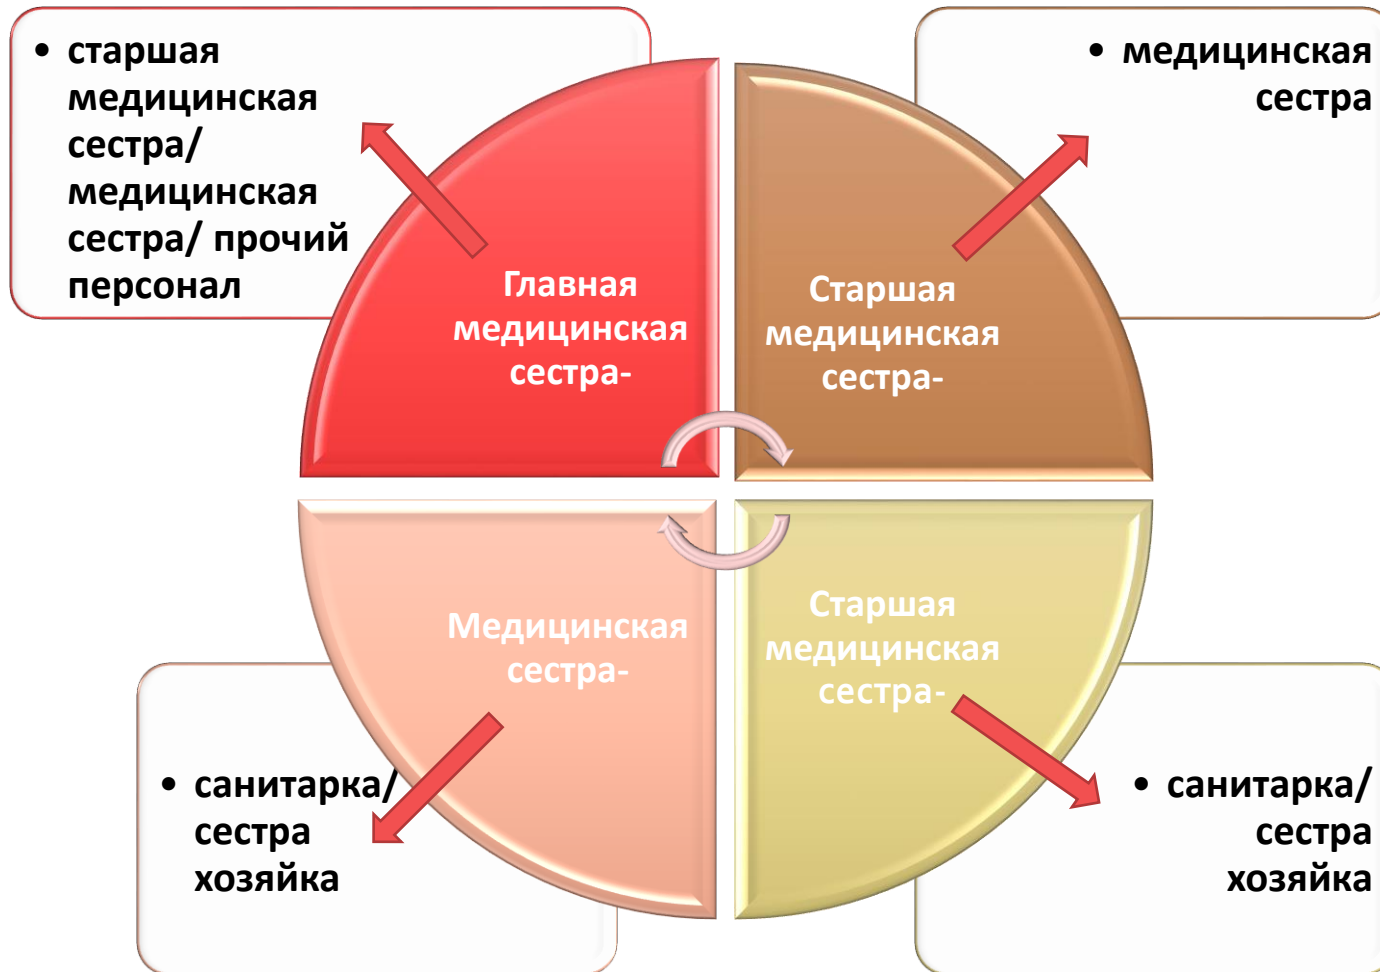 • старшая
медицинская
сестра/
медицинская
сестра/ прочий
персонал
• медицинская
сестра
Главная
медицинская
сестра-
Старшая
медицинская
сестра-
Медицинская
сестра-
Старшая
медицинская
сестра-
• санитарка/
сестра
хозяйка
• санитарка/
сестра
хозяйка